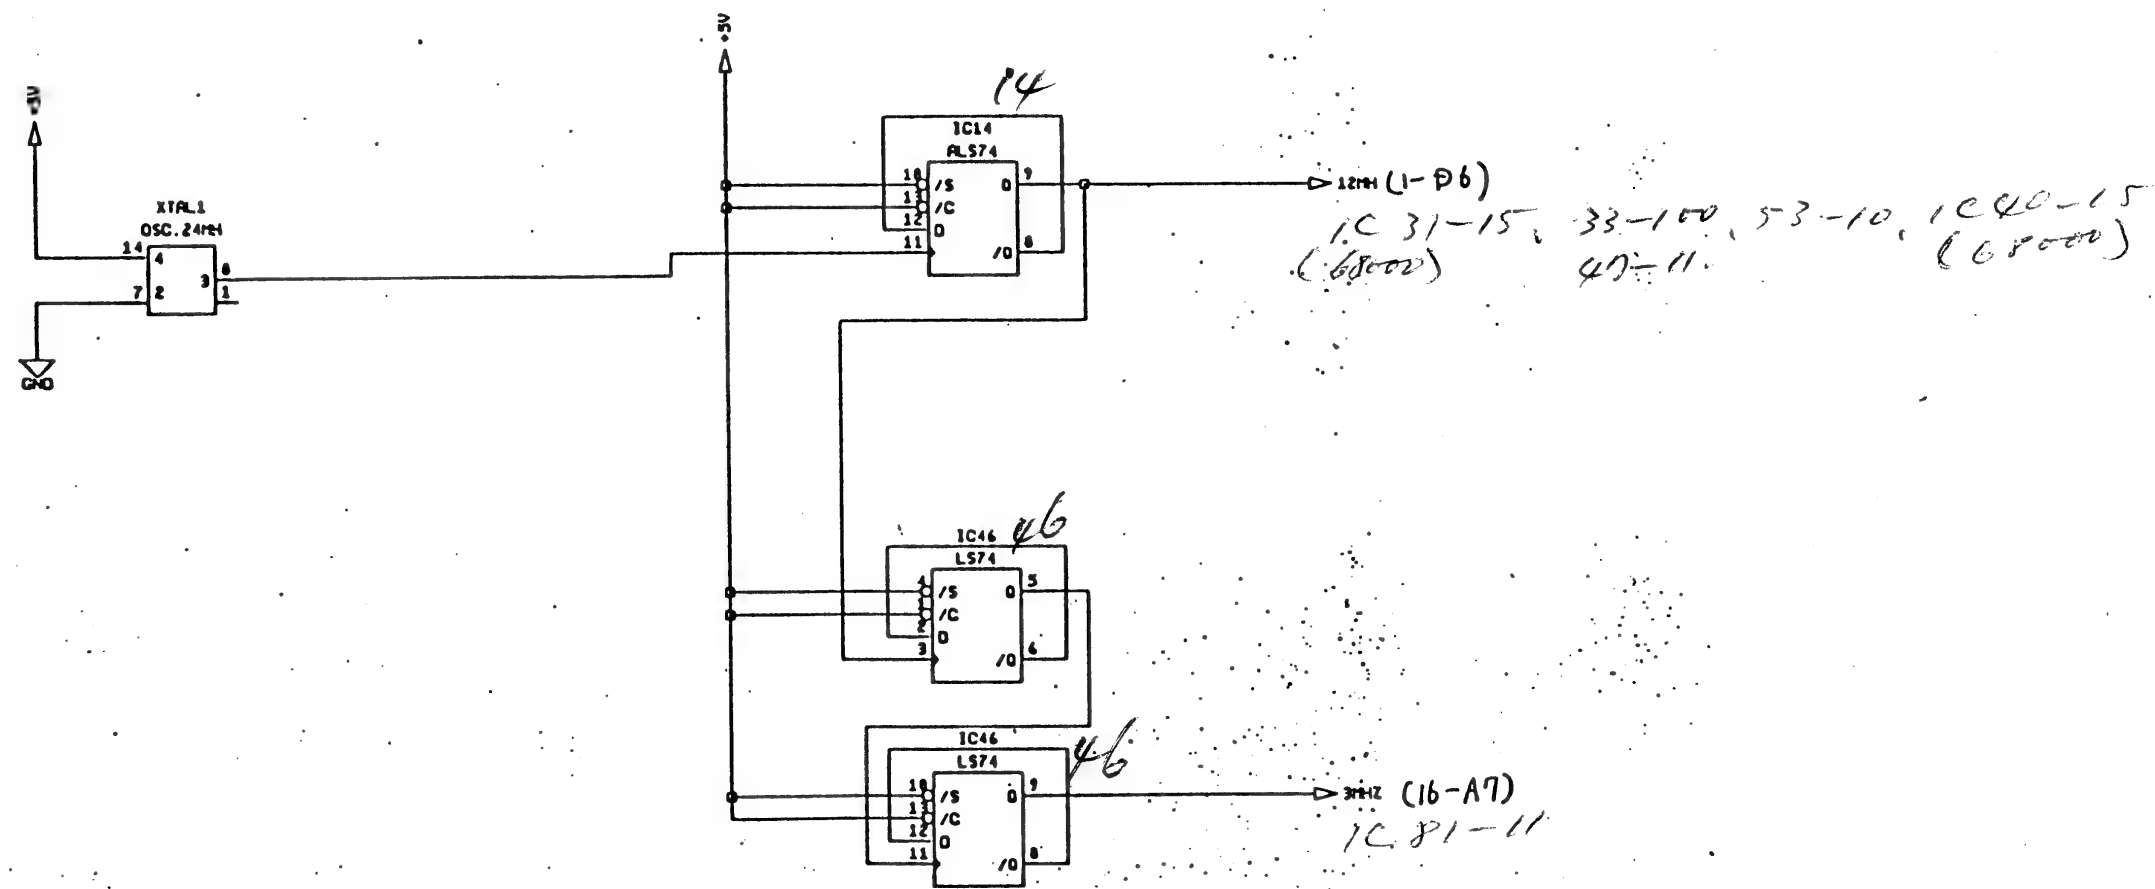 +5V
+5V
14
IC14
ALS74
10 /S Q 9
13 /C
12 D
11 /Q 8
12MH (1-D6)
IC 31-15、33-100、53-10、IC40-15
(68000) 47-11. (68000)
XTAL1
OSC.24MH
14 4
3 8
7 2
1
GND
46
IC46
LS74
4 /S Q 5
1 /C
2 D
3 /Q 6
46
IC46
LS74
10 /S Q 9
13 /C
12 D
11 /Q 8
3MHZ (16-A7)
IC 81-11